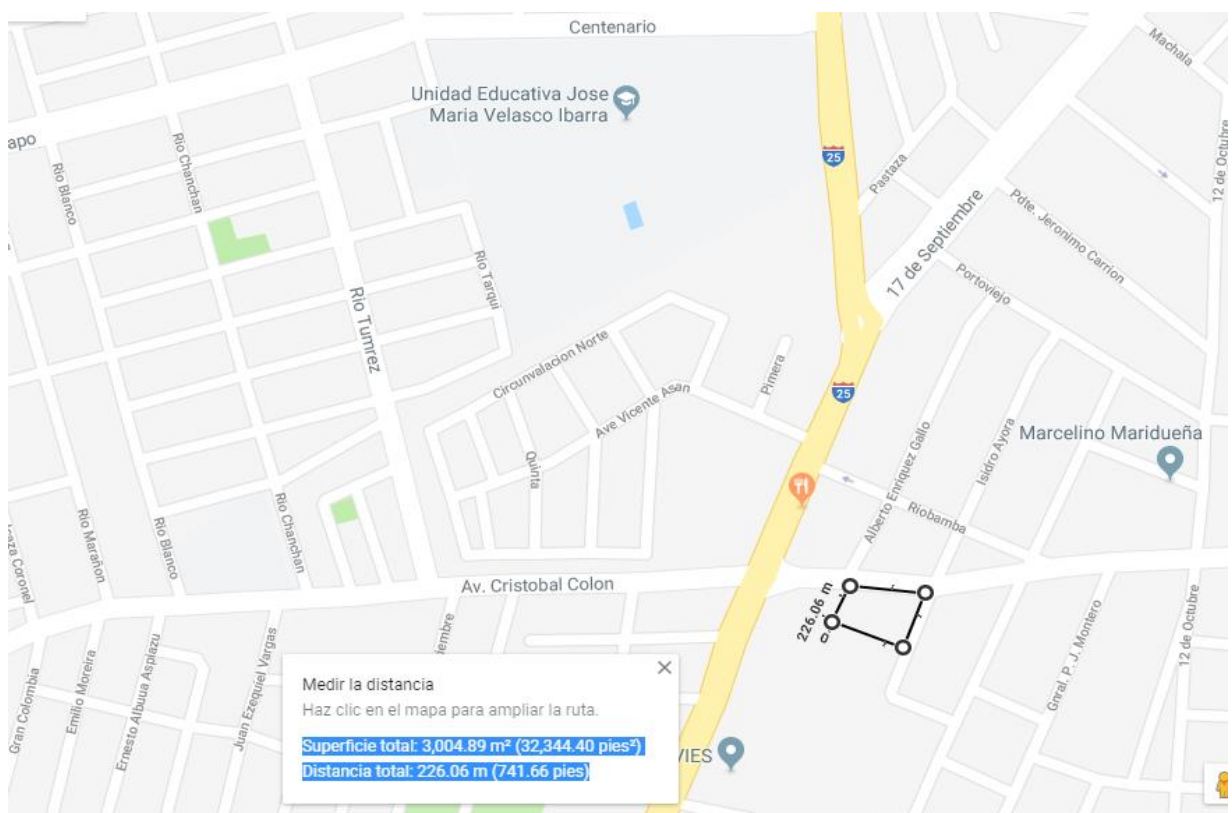 Centenario
Machala
Unidad Educativa Jose
Maria Velasco Ibarra
apo
Rio Chanchan
Rio Blanco
25
Pastaza
12 de Octubre
Pdte. Jeronimo Carrion
17 de Septiembre
Portoviejo
Rio Tarqui
Rio Tumrez
Circunvalacion Norte
Pimera
Ave Vicente Asan
25
Marcelino Maridueña
Alberto Enriquez Gallo
Isidro Ayora
Quinta
Riobamba
Rio Chanchan
Rio Marañon
Rio Blanco
caza Coronel
Av. Cristobal Colon
226.06 m
0
Gnral. P. J. Montero
12 de Octubre
iembre
Juan Ezequiel Vargas
Ernesto Albuua Aspiazu
Emilio Moreira
Gran Colombia
Medir la distancia
Haz clic en el mapa para ampliar la ruta.
Superficie total: 3,004.89 m² (32,344.40 pies²)
Distancia total: 226.06 m (741.66 pies)
VIES